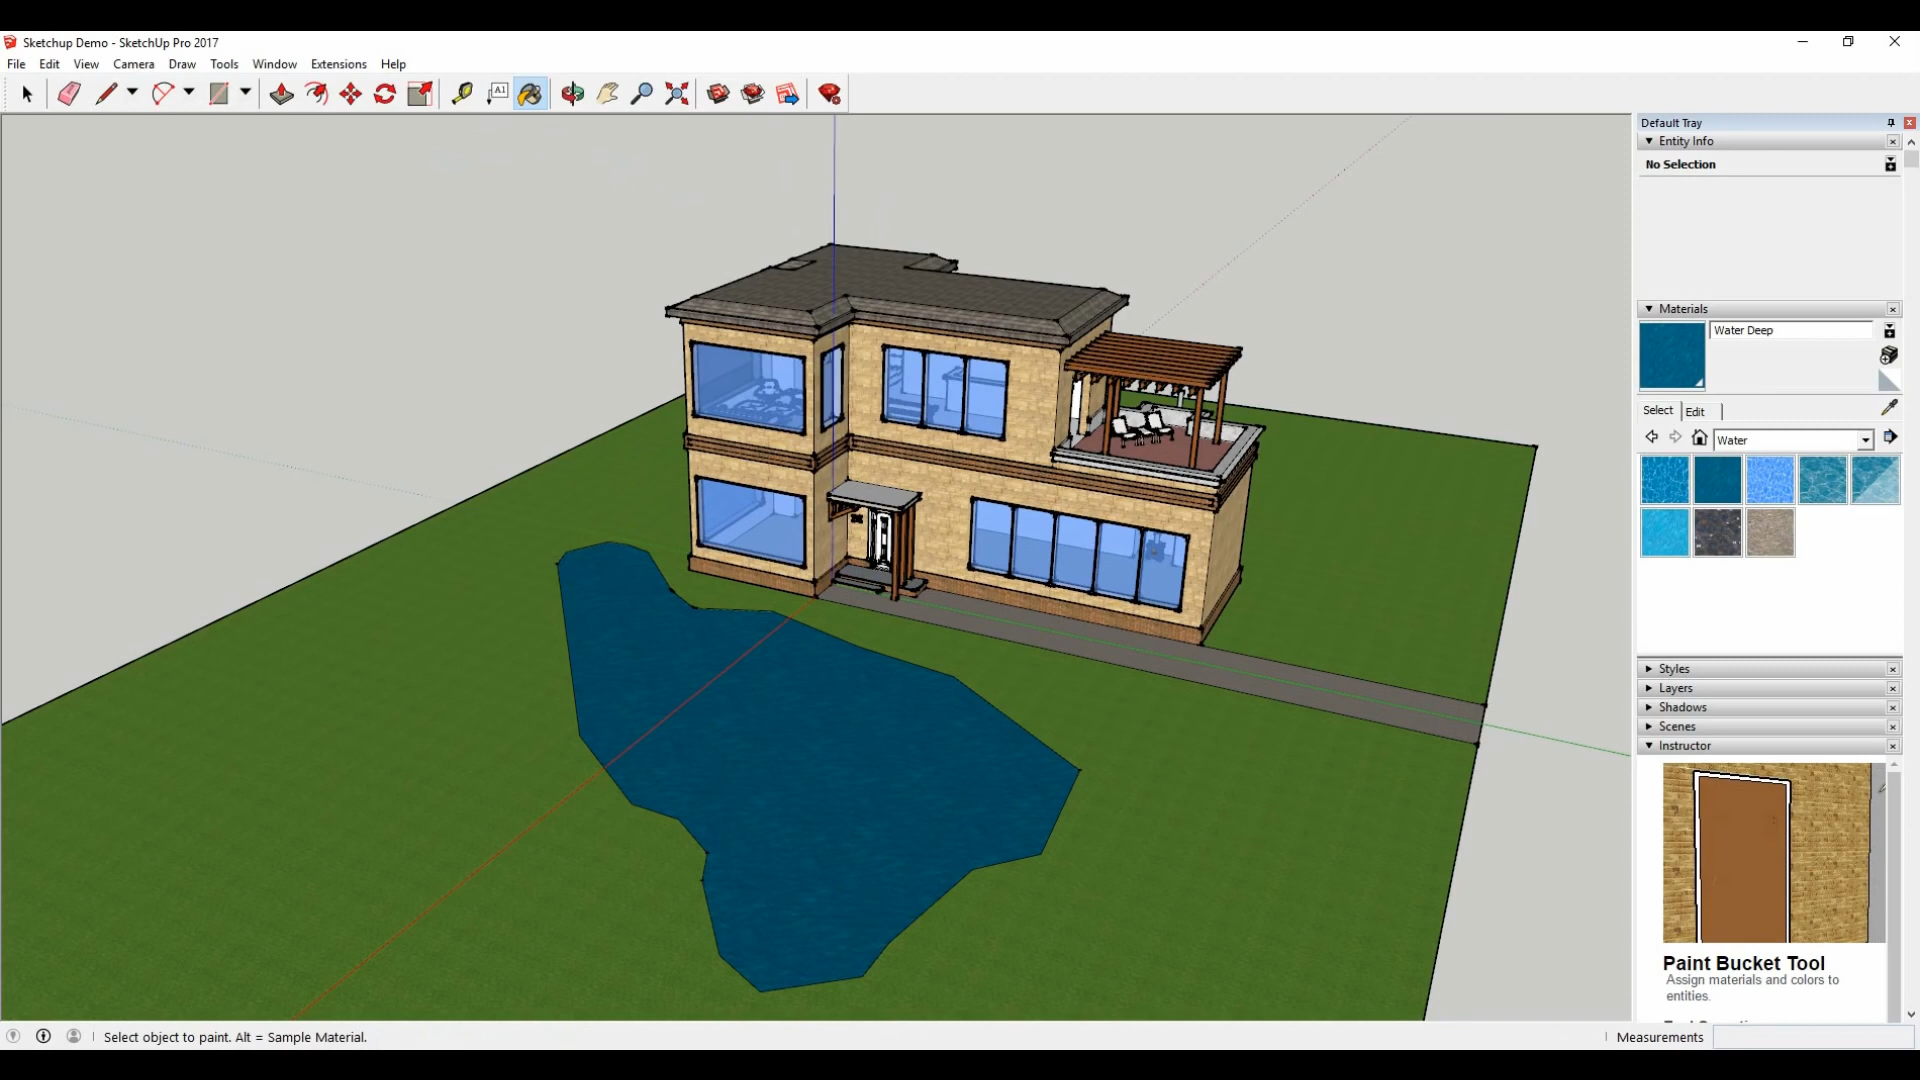 Sketchup Demo - SketchUp Pro 2017
File Edit View Camera Draw Tools Window Extensions Help
A1
Default Tray
Entity Info
No Selection
Materials
Water Deep
Select Edit
Water
Styles
Layers
Shadows
Scenes
Instructor
Paint Bucket Tool
Assign materials and colors to
entities.
Select object to paint. Alt = Sample Material.
Measurements